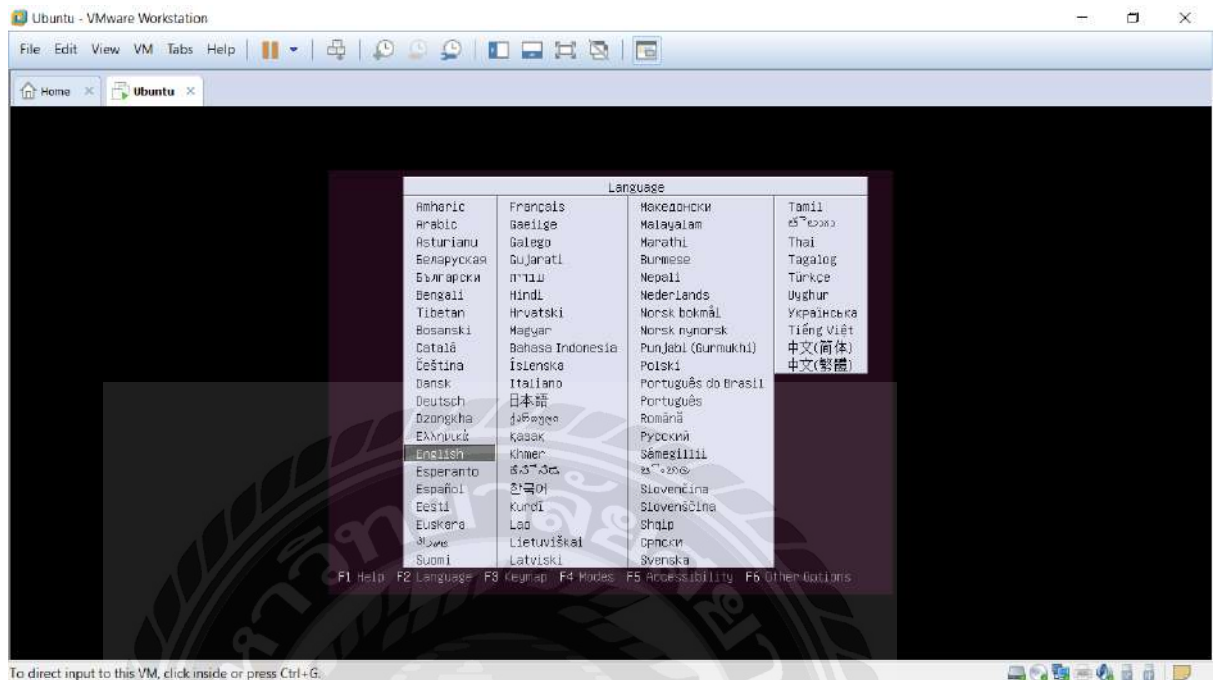 Ubuntu - VMware Workstation
File Edit View VM Tabs Help
Home Ubuntu
Language
Amharic Français Македонски Tamil
Arabic Gaeilge Malayalam
Asturianu Galego Marathi Thai
Беларуская Gujarati Burmese Tagalog
Български עברית Nepali Türkçe
Bengali Hindi Nederlands Uyghur
Tibetan Hrvatski Norsk bokmål Українська
Bosanski Magyar Norsk nynorsk Tiếng Việt
Català Bahasa Indonesia Punjabi (Gurmukhi) 中文(简体)
Čeština Íslenska Polski 中文(繁體)
Dansk Italiano Português do Brasil
Deutsch 日本語 Português
Dzongkha ქართული Română
Ελληνικά Қазақ Русский
English Khmer Sámegillii
Esperanto ಕನ್ನಡ
Español 한국어 Slovenčina
Eesti Kurdî Slovenščina
Euskara Lao Shqip
Lietuviškai Српски
Suomi Latviski Svenska
F1 Help F2 Language F3 Keymap F4 Modes F5 Accessibility F6 Other Options
To direct input to this VM, click inside or press Ctrl+G.